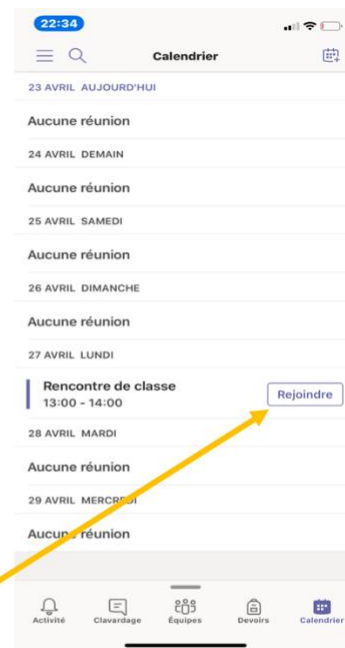 22:34
Calendrier
23 AVRIL AUJOURD'HUI
Aucune réunion
24 AVRIL DEMAIN
Aucune réunion
25 AVRIL SAMEDI
Aucune réunion
26 AVRIL DIMANCHE
Aucune réunion
27 AVRIL LUNDI
Rencontre de classe
13:00 - 14:00
Rejoindre
28 AVRIL MARDI
Aucune réunion
29 AVRIL MERCREDI
Aucune réunion
Activité Clavardage Équipes Devoirs Calendrier